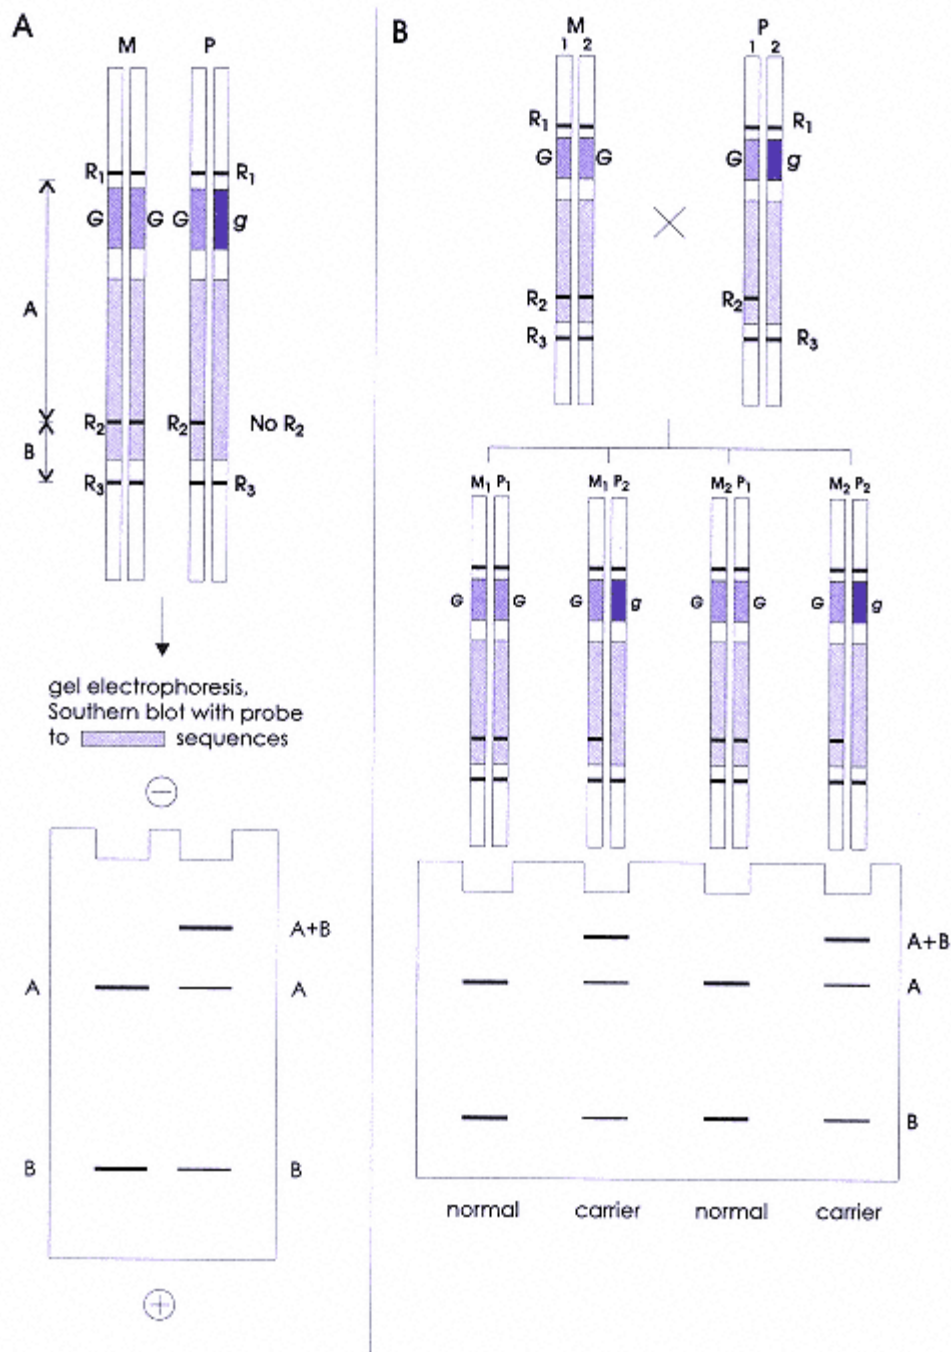 A
M P
R1 R1
G G G g
A
R2 R2 No R2
B
R3 R3
gel electrophoresis,
Southern blot with probe
to sequences
−
A+B
A A
B B
+
B
M P
1 2 1 2
R1 R1
G G G g
×
R2 R2
R3 R3
M1 P1 M1 P2 M2 P1 M2 P2
G G G g G G G g
A+B
A
B
normal carrier normal carrier